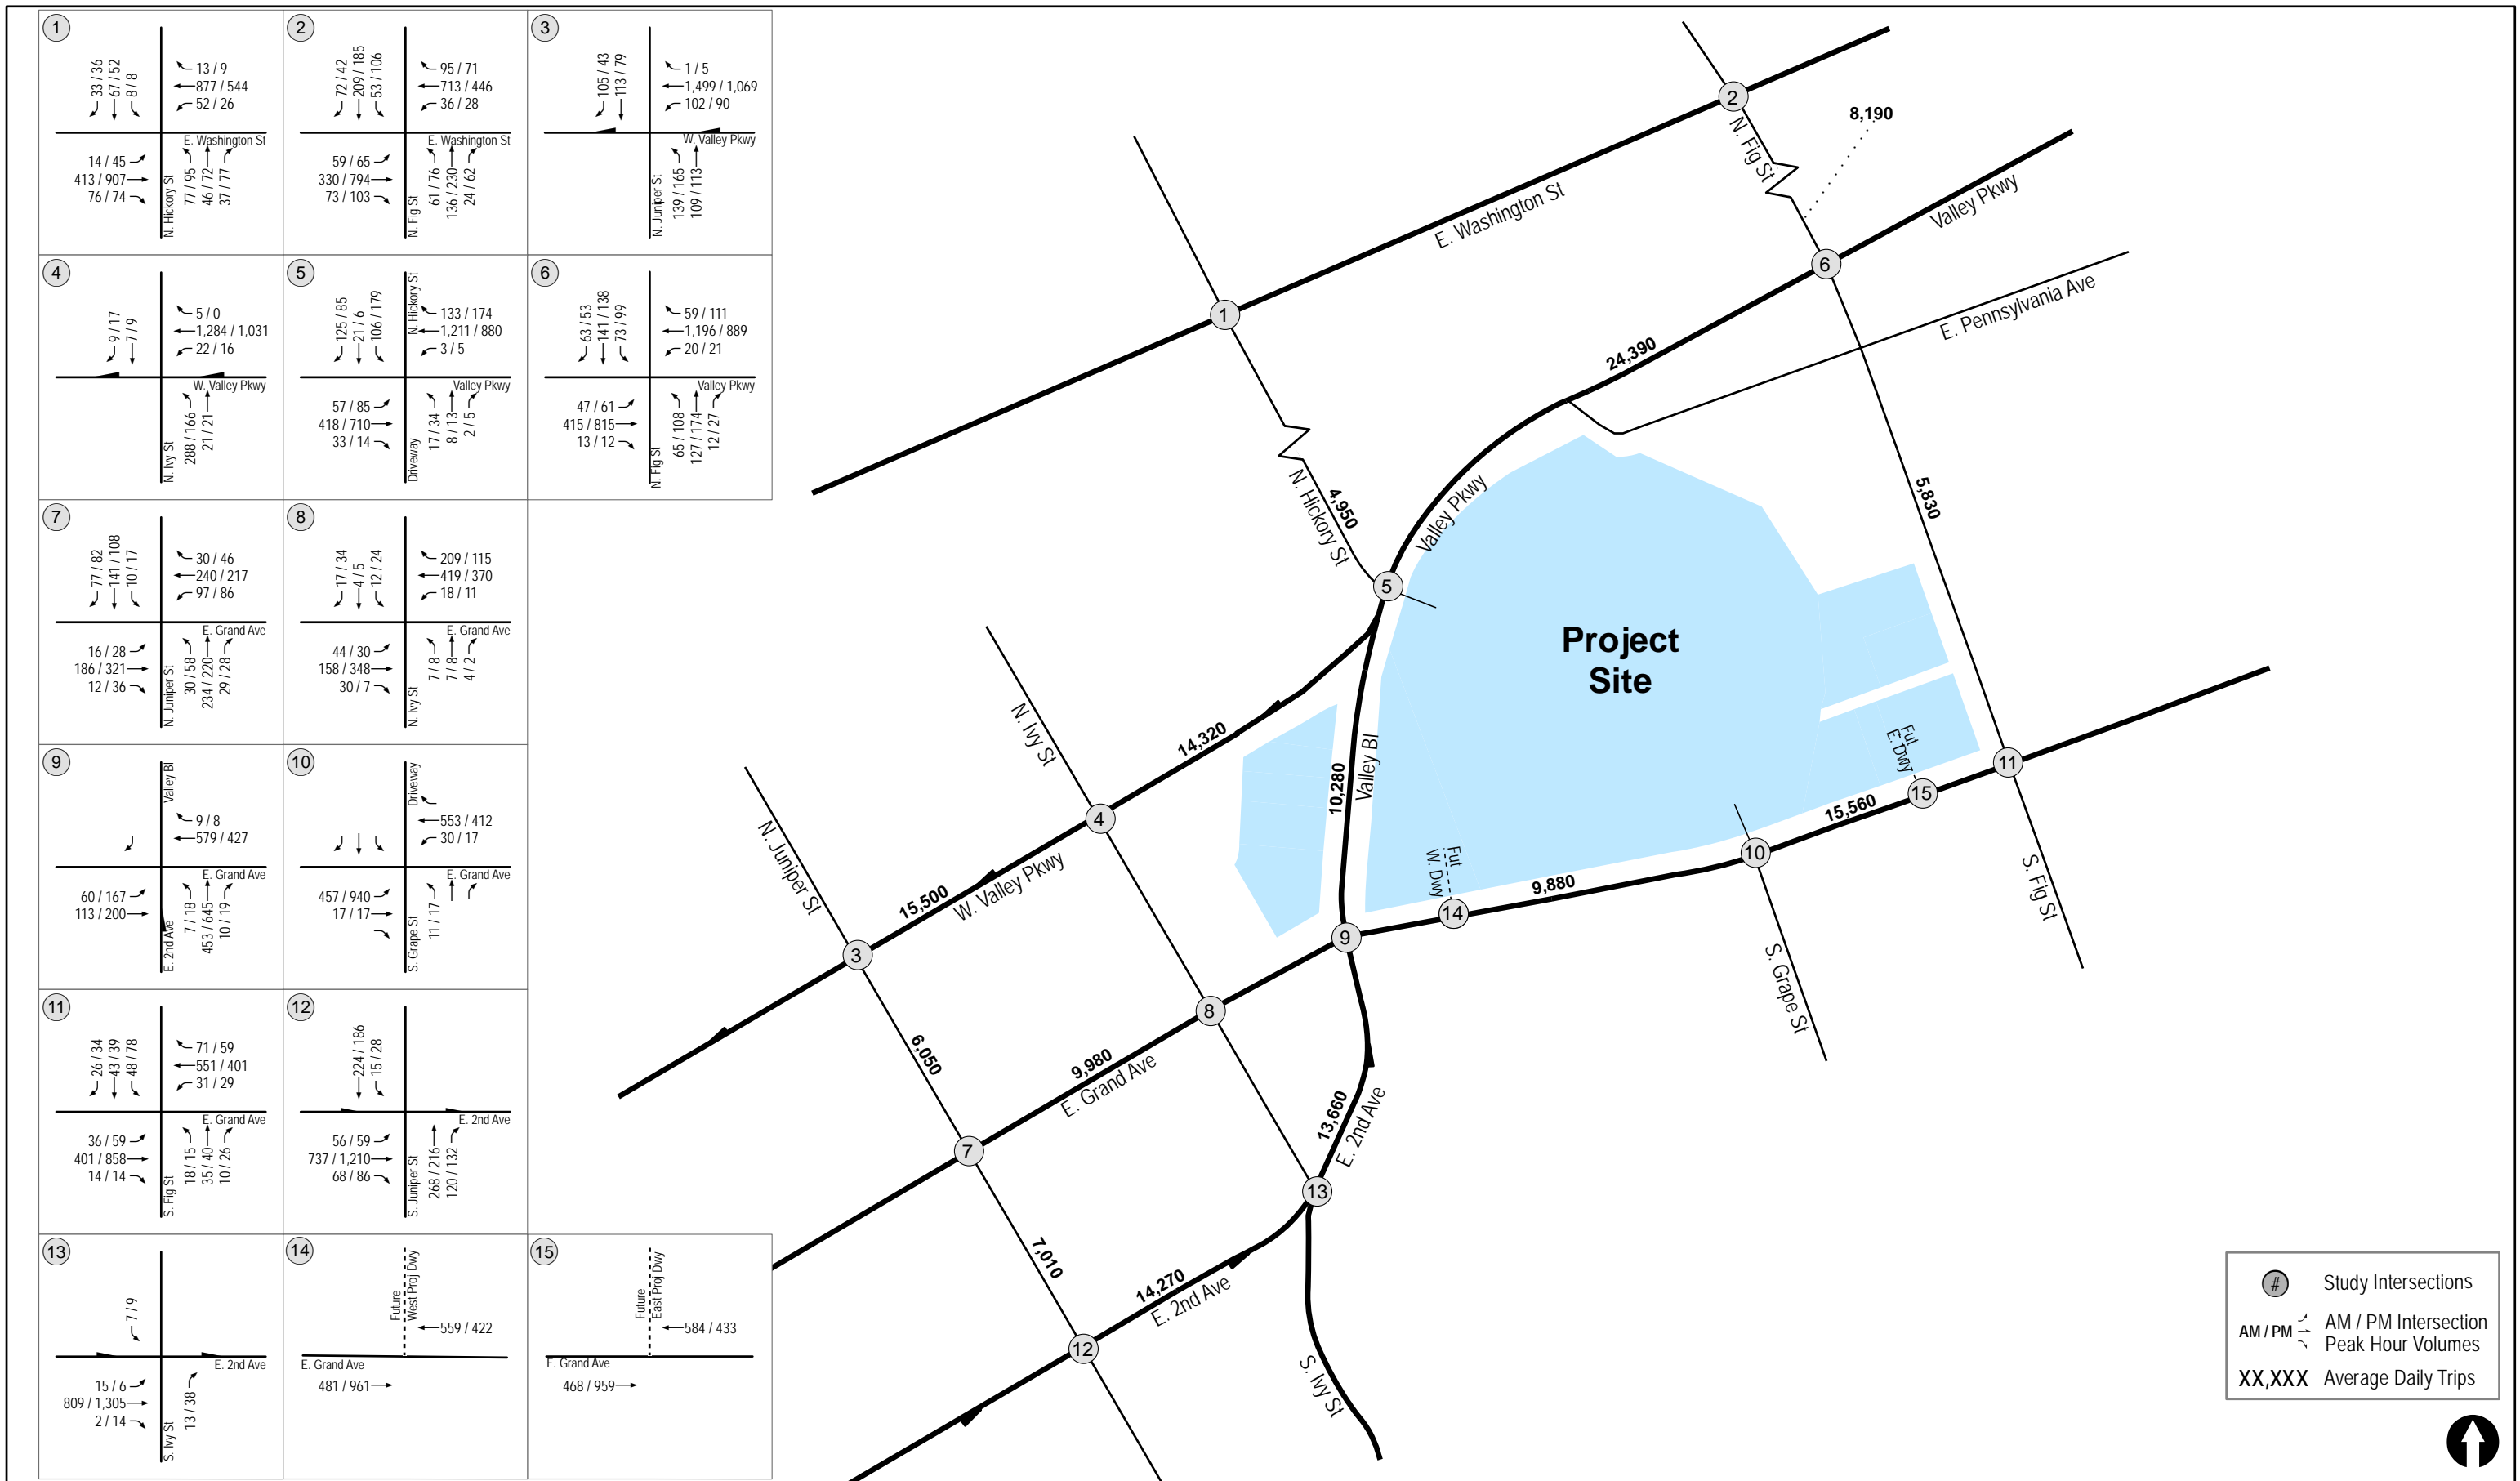 1
33 / 36
67 / 52
8 / 8
13 / 9
877 / 544
52 / 26
E. Washington St
14 / 45
413 / 907
76 / 74
N. Hickory St
77 / 95
46 / 72
37 / 77
2
72 / 42
209 / 185
53 / 106
95 / 71
713 / 446
36 / 28
E. Washington St
59 / 65
330 / 794
73 / 103
N. Fig St
61 / 76
136 / 230
24 / 62
3
105 / 43
113 / 79
1 / 5
1,499 / 1,069
102 / 90
W. Valley Pkwy
N. Juniper St
139 / 165
109 / 113
4
9 / 17
7 / 9
5 / 0
1,284 / 1,031
22 / 16
W. Valley Pkwy
N. Ivy St
288 / 166
21 / 21
5
125 / 85
21 / 6
106 / 179
N. Hickory St
133 / 174
1,211 / 880
3 / 5
Valley Pkwy
57 / 85
418 / 710
33 / 14
Driveway
17 / 34
8 / 13
2 / 5
6
63 / 53
141 / 138
73 / 99
59 / 111
1,196 / 889
20 / 21
Valley Pkwy
47 / 61
415 / 815
13 / 12
N. Fig St
65 / 108
127 / 174
12 / 27
7
77 / 82
141 / 108
10 / 17
30 / 46
240 / 217
97 / 86
E. Grand Ave
16 / 28
186 / 321
12 / 36
N. Juniper St
30 / 58
234 / 220
29 / 28
8
17 / 34
4 / 5
12 / 24
209 / 115
419 / 370
18 / 11
E. Grand Ave
44 / 30
158 / 348
30 / 7
N. Ivy St
7 / 8
7 / 8
4 / 2
9
Valley Bl
9 / 8
579 / 427
E. Grand Ave
60 / 167
113 / 200
E. 2nd Ave
7 / 18
453 / 645
10 / 19
10
Driveway
553 / 412
30 / 17
E. Grand Ave
457 / 940
17 / 17
S. Grape St
11 / 17
11
26 / 34
43 / 39
48 / 78
71 / 59
551 / 401
31 / 29
E. Grand Ave
36 / 59
401 / 858
14 / 14
S. Fig St
18 / 15
35 / 40
10 / 26
12
224 / 186
15 / 28
E. 2nd Ave
56 / 59
737 / 1,210
68 / 86
S. Juniper St
268 / 216
120 / 132
13
7 / 9
E. 2nd Ave
15 / 6
809 / 1,305
2 / 14
S. Ivy St
13 / 38
14
Future
West Proj Dwy
559 / 422
E. Grand Ave
481 / 961
15
Future
East Proj Dwy
584 / 433
E. Grand Ave
468 / 959
2
N. Fig St
8,190
E. Washington St
Valley Pkwy
6
E. Pennsylvania Ave
1
24,390
N. Hickory St
4,950
Valley Pkwy
5,830
5
Project
Site
N. Ivy St
14,320
10,280
Valley Bl
Fut
E. Dwy
11
15
15,560
4
N. Juniper St
15,500
W. Valley Pkwy
Fut
W. Dwy
10
9,880
14
S. Fig St
3
9
S. Grape St
8
6,050
9,980
E. Grand Ave
7
13,660
E. 2nd Ave
13
7,010
14,270
E. 2nd Ave
12
S. Ivy St
# Study Intersections
AM / PM AM / PM Intersection
Peak Hour Volumes
XX,XXX Average Daily Trips